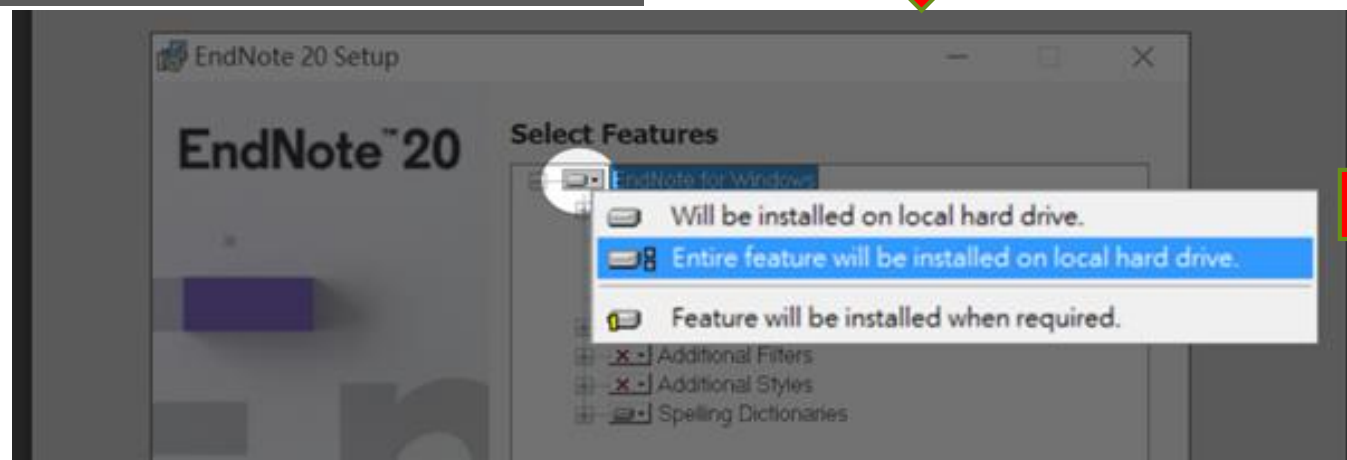 EndNote 20 Setup
EndNote™20
Select Features
EndNote for Windows
Will be installed on local hard drive.
Entire feature will be installed on local hard drive.
Feature will be installed when required.
Additional Filters
Additional Styles
Spelling Dictionaries